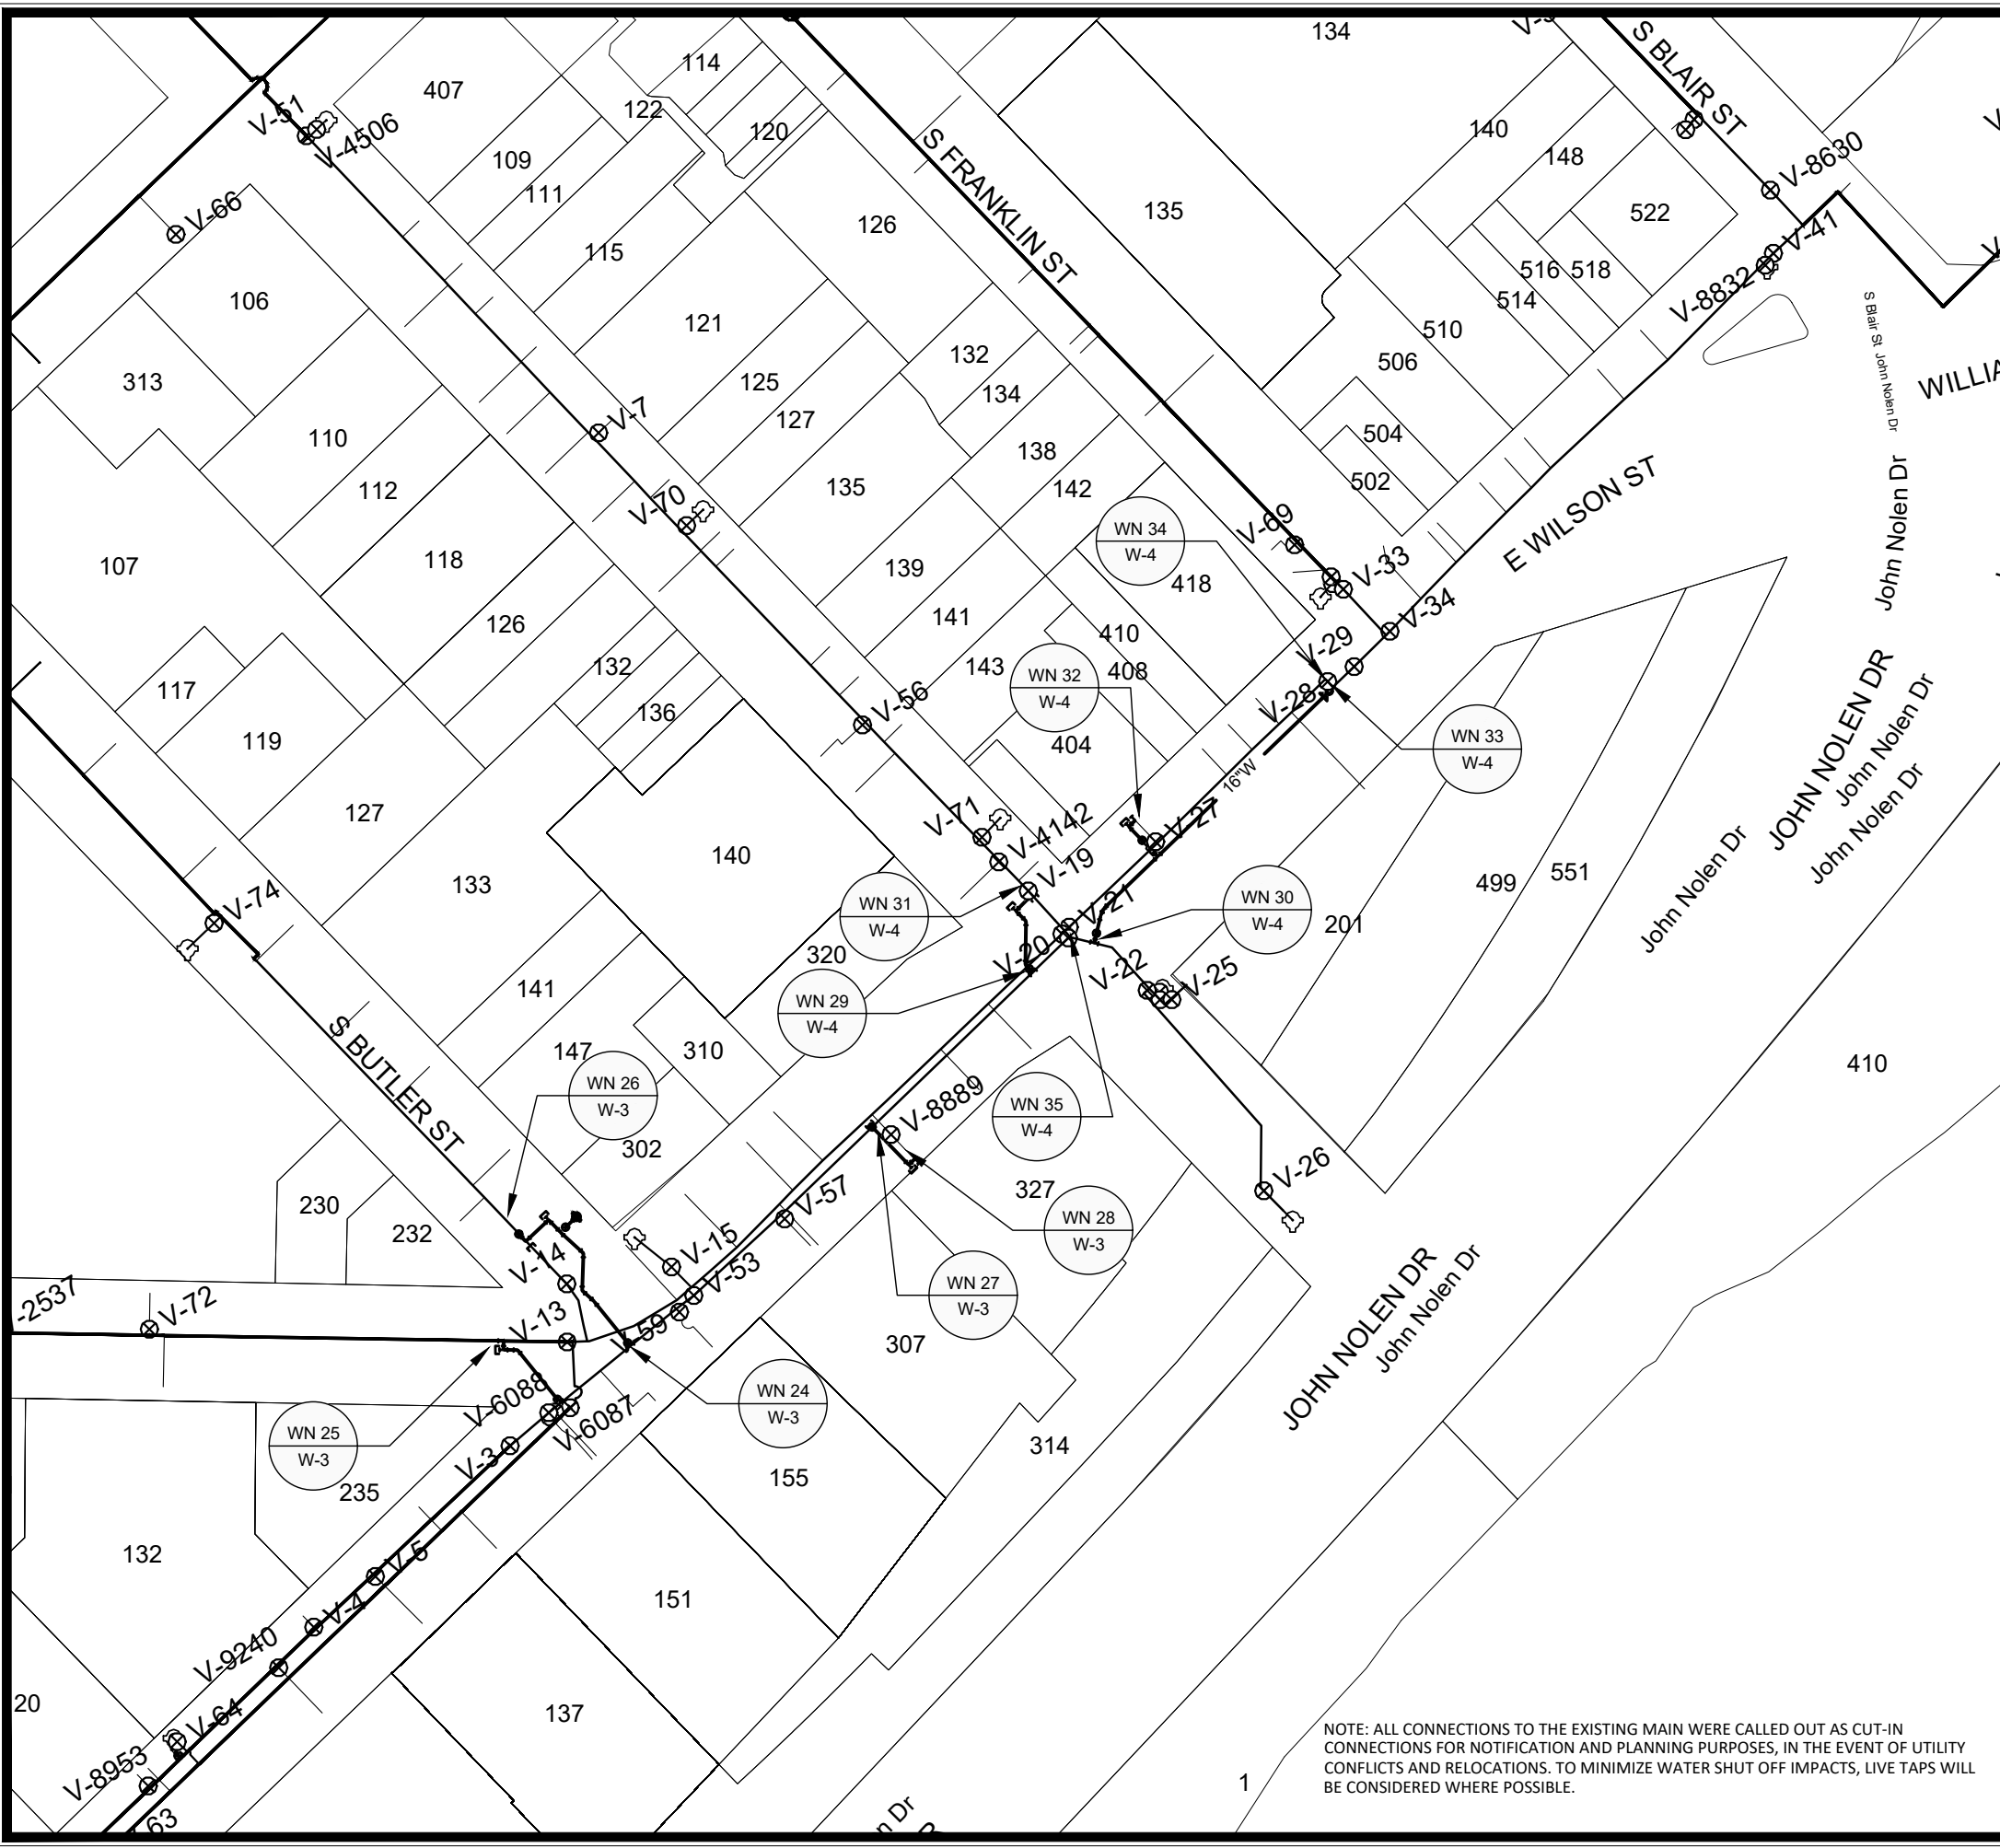 134
V-51
V-4506
407
114
122
120
S FRANKLIN ST
S BLAIR ST
140
148
V-8630
109
111
V-66
115
126
135
522
V-41
516
518
514
V-8832
106
121
510
506
132
134
125
127
313
S Blair St
John Nolen Dr
WILLIA
V-7
110
504
138
502
142
135
112
V-70
E WILSON ST
John Nolen Dr
WN 34
W-4
V-69
107
118
139
418
V-33
126
141
410
V-34
132
143
408
V-29
117
WN 32
W-4
136
V-56
V-28
119
404
WN 33
W-4
JOHN NOLEN DR
John Nolen Dr
John Nolen Dr
16"W
127
V-71
V-4142
V-27
140
V-19
133
499
551
John Nolen Dr
V-74
WN 31
W-4
V-21
WN 30
W-4
201
320
V-20
V-22
V-25
141
WN 29
W-4
S BUTLER ST
147
310
410
WN 26
W-3
V-8889
WN 35
W-4
302
V-26
327
230
232
V-57
WN 28
W-3
V-14
V-15
V-53
-2537
V-72
V-13
WN 27
W-3
V-59
307
JOHN NOLEN DR
John Nolen Dr
V-6088
V-6087
WN 24
W-3
WN 25
W-3
V-3
314
235
155
132
V-5
V-4
151
V-9240
20
V-64
137
V-8953
63
n Dr
1
NOTE: ALL CONNECTIONS TO THE EXISTING MAIN WERE CALLED OUT AS CUT-IN
CONNECTIONS FOR NOTIFICATION AND PLANNING PURPOSES, IN THE EVENT OF UTILITY
CONFLICTS AND RELOCATIONS. TO MINIMIZE WATER SHUT OFF IMPACTS, LIVE TAPS WILL
BE CONSIDERED WHERE POSSIBLE.